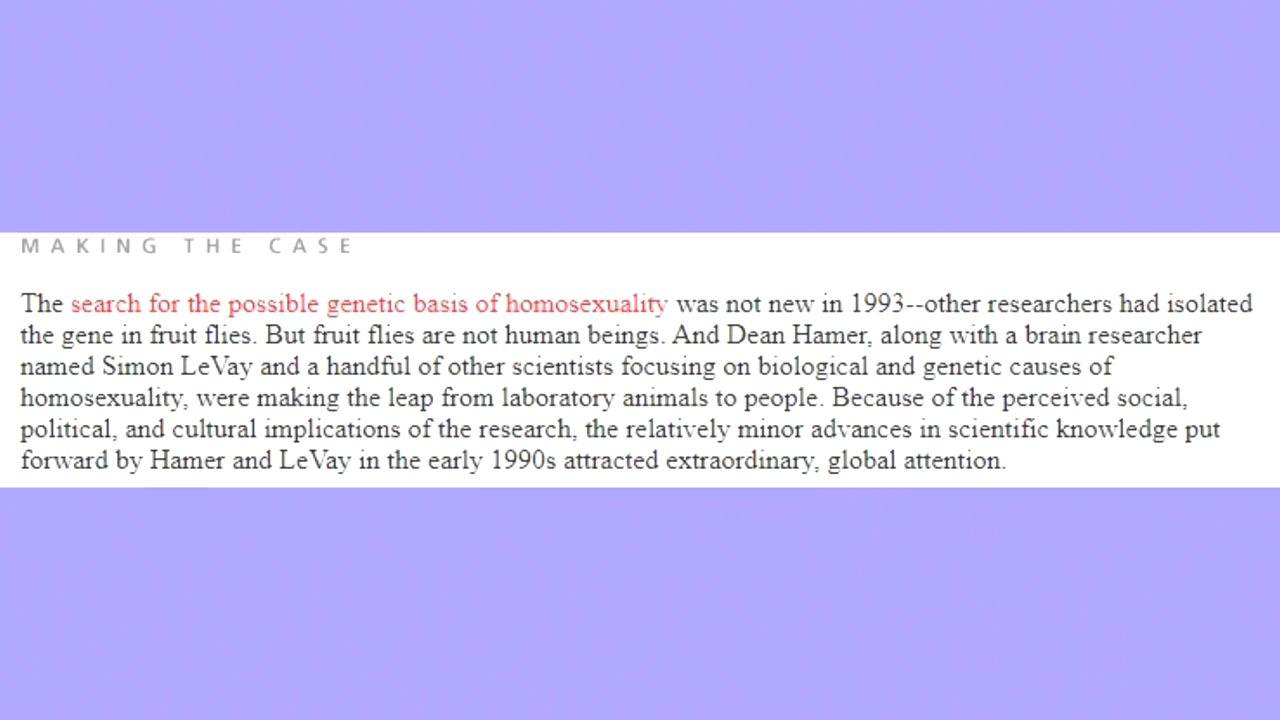 MAKING THE CASE
The search for the possible genetic basis of homosexuality was not new in 1993--other researchers had isolated
the gene in fruit flies. But fruit flies are not human beings. And Dean Hamer, along with a brain researcher
named Simon LeVay and a handful of other scientists focusing on biological and genetic causes of
homosexuality, were making the leap from laboratory animals to people. Because of the perceived social,
political, and cultural implications of the research, the relatively minor advances in scientific knowledge put
forward by Hamer and LeVay in the early 1990s attracted extraordinary, global attention.